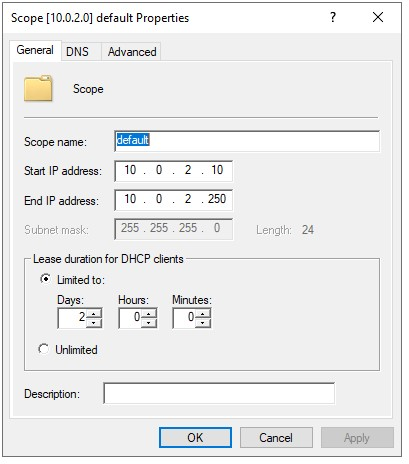 Scope [10.0.2.0] default Properties ? ×
General DNS Advanced
Scope
Scope name: default
Start IP address: 10 . 0 . 2 . 10
End IP address: 10 . 0 . 2 . 250
Subnet mask: 255 . 255 . 255 . 0 Length: 24
Lease duration for DHCP clients
Limited to:
Days: Hours: Minutes:
2 0 0
Unlimited
Description:
OK Cancel Apply